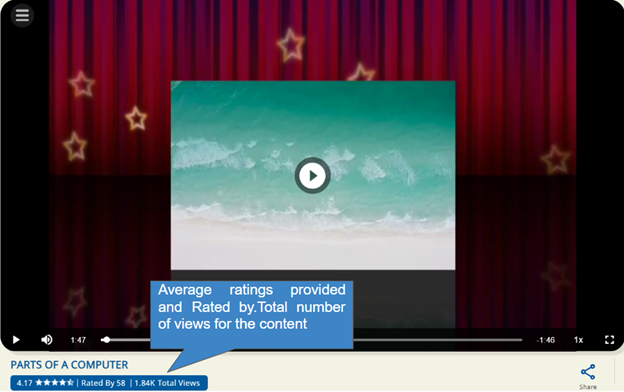 Average ratings provided
and Rated by.Total number
of views for the content
1:47
-1:46
1x
PARTS OF A COMPUTER
4.17 | Rated By 58 | 1.84K Total Views
Share